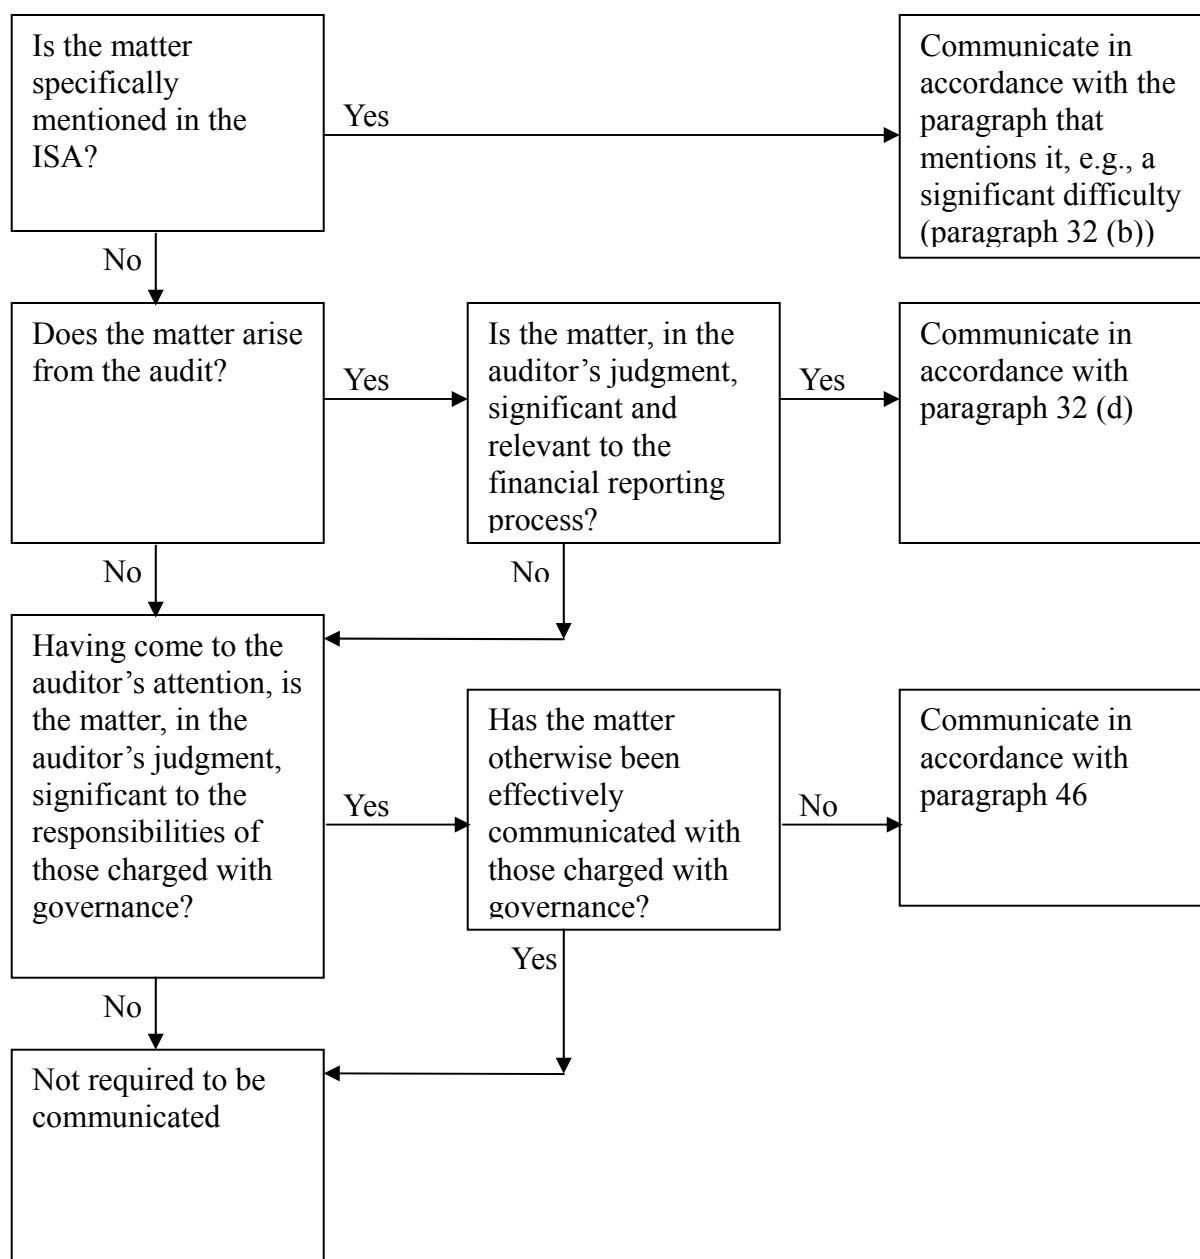 Is the matter
specifically
mentioned in the
ISA?
Yes
Communicate in
accordance with the
paragraph that
mentions it, e.g., a
significant difficulty
(paragraph 32 (b))
No
Does the matter arise
from the audit?
Yes
Is the matter, in the
auditor’s judgment,
significant and
relevant to the
financial reporting
process?
Yes
Communicate in
accordance with
paragraph 32 (d)
No
No
Having come to the
auditor’s attention, is
the matter, in the
auditor’s judgment,
significant to the
responsibilities of
those charged with
governance?
Yes
Has the matter
otherwise been
effectively
communicated with
those charged with
governance?
No
Communicate in
accordance with
paragraph 46
Yes
No
Not required to be
communicated